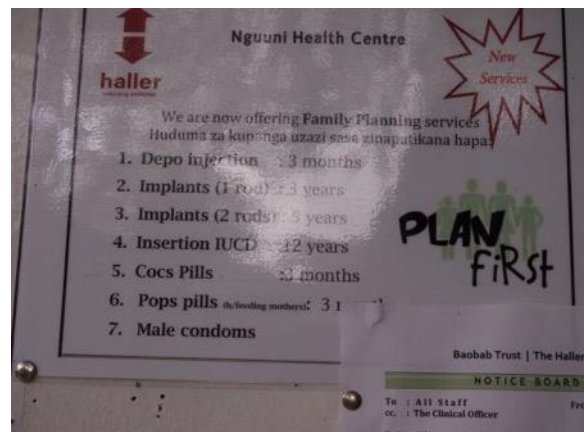 Nguuni Health Centre
haller
New
Services
We are now offering Family Planning services
Huduma za kupanga uzazi sasa zinapatikana hapa:
1. Depo injection : 3 months
2. Implants (1 rod) : 3 years
3. Implants (2 rods): 5 years
4. Insertion IUCD : 12 years
5. Cocs Pills :3 months
6. Pops pills (b/feeding mothers): 3
7. Male condoms
PLAN
FiRSt
Baobab Trust | The Haller
NOTICE BOARD
To : All Staff
cc. : The Clinical Officer